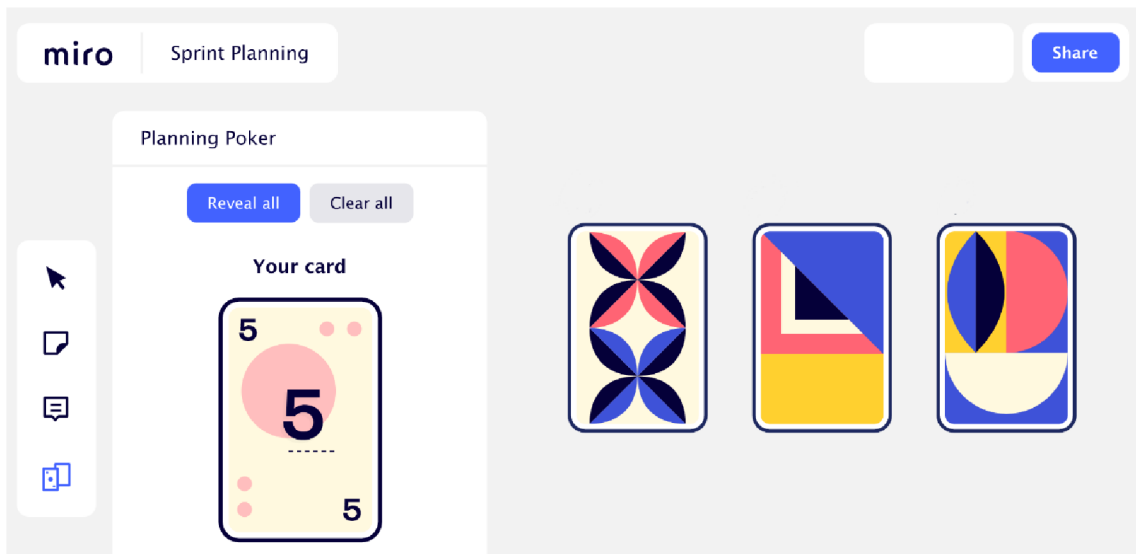 miro
Sprint Planning
Share
Planning Poker
Reveal all
Clear all
Your card
5
5
5